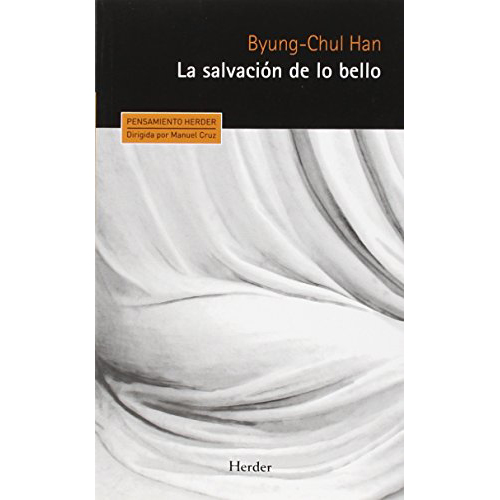 Byung-Chul Han
La salvación de lo bello
PENSAMIENTO HERDER
Dirigida por Manuel Cruz
Herder